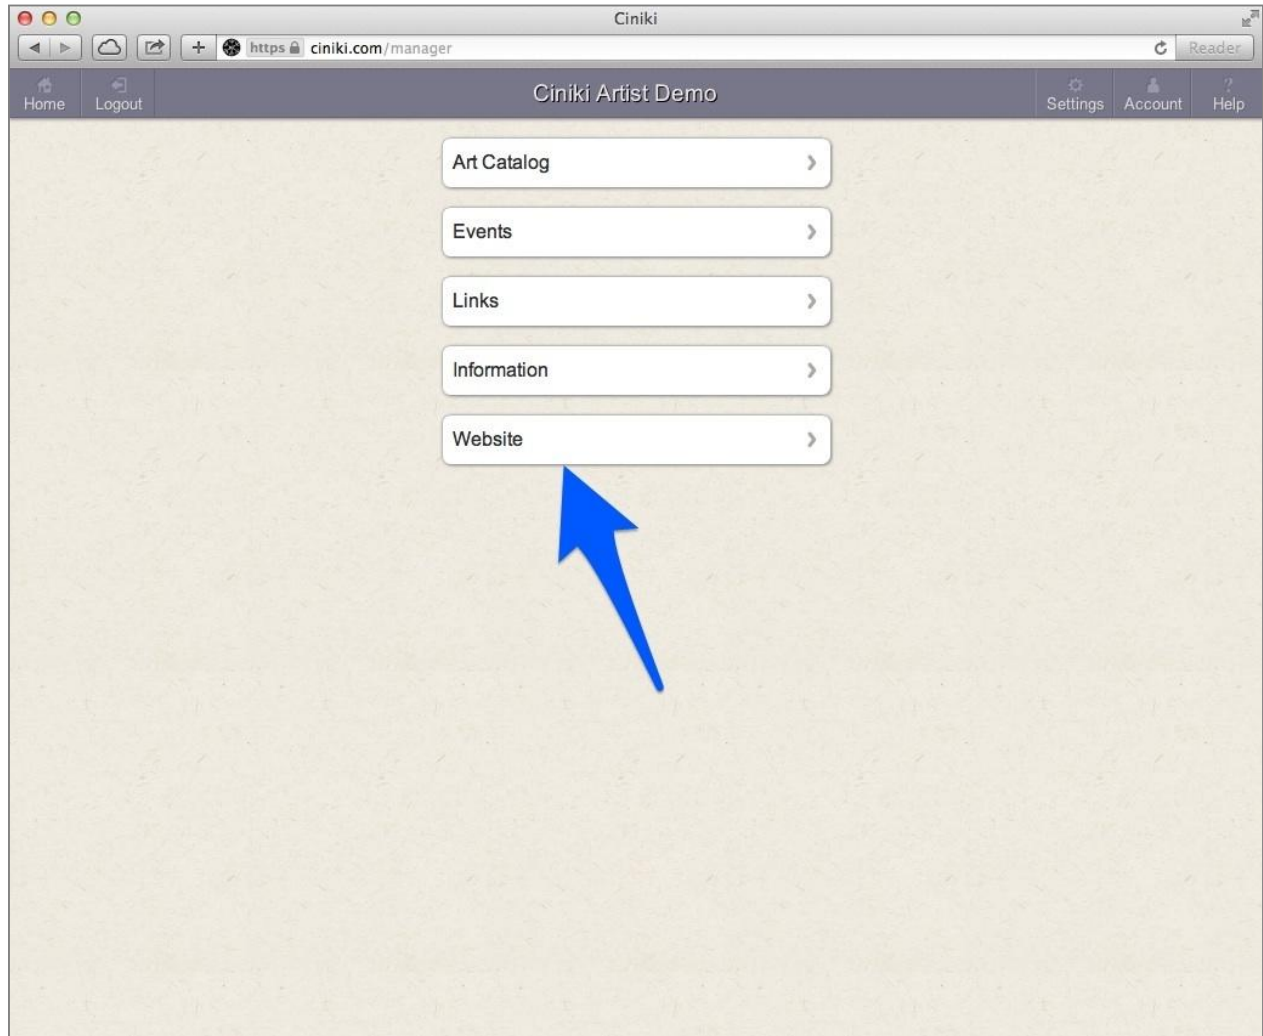 Ciniki
https ciniki.com/manager
Reader
Home
Logout
Ciniki Artist Demo
Settings
Account
?
Help
Art Catalog
Events
Links
Information
Website